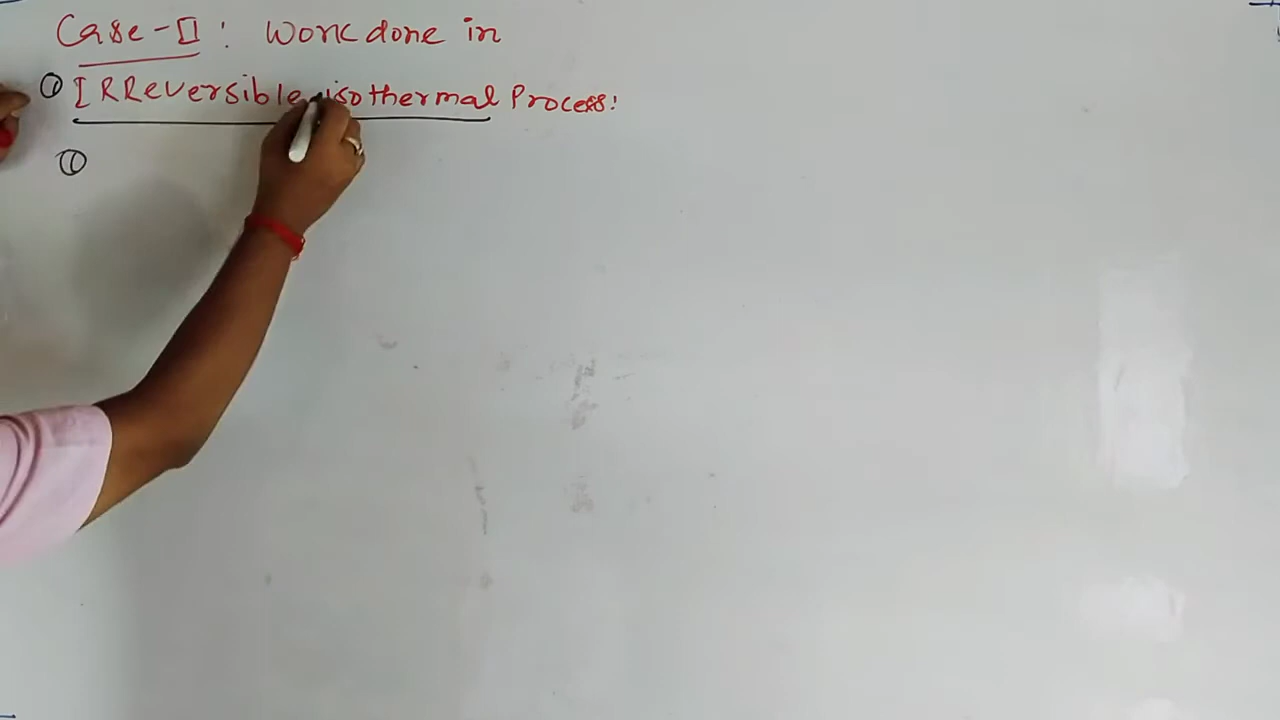 Case-II : Work done in
① IRReversible isothermal Process:
①